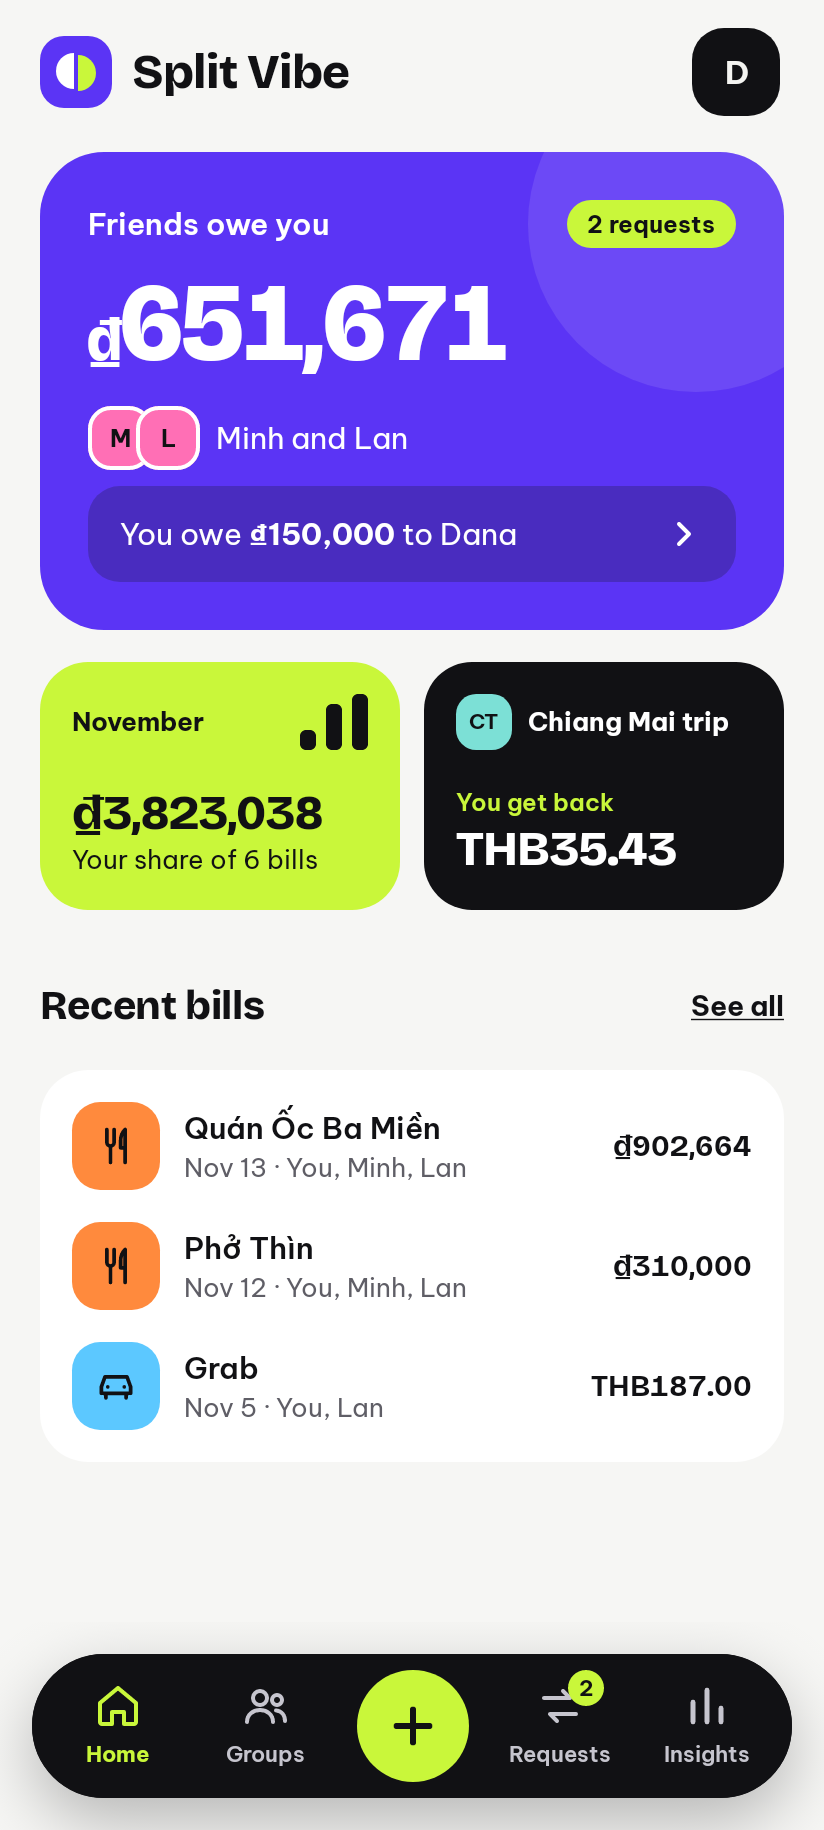 Split Vibe
D
Friends owe you
2 requests
₫651,671
M
L
Minh and Lan
You owe ₫150,000 to Dana
November
₫3,823,038
Your share of 6 bills
CT
Chiang Mai trip
You get back
THB35.43
Recent bills
See all
Quán Ốc Ba Miền
Nov 13 · You, Minh, Lan
₫902,664
Phở Thìn
Nov 12 · You, Minh, Lan
₫310,000
Grab
Nov 5 · You, Lan
THB187.00
2
Home
Groups
Requests
Insights